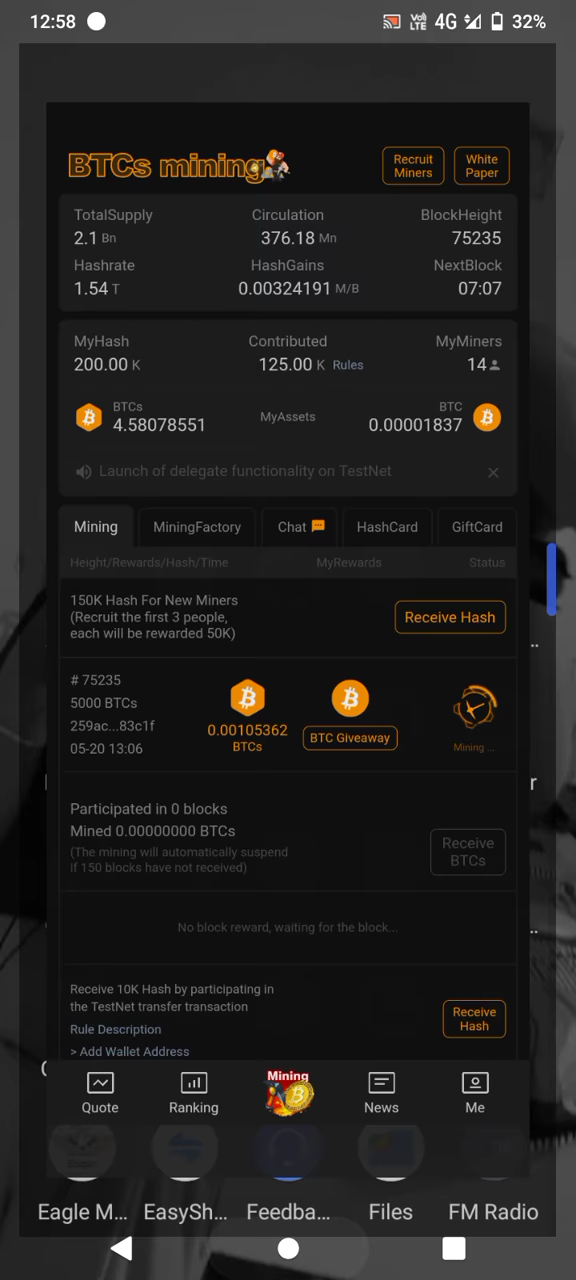 12:58
Vo) LTE 4G 32%
BTCs mining
Recruit Miners
White Paper
TotalSupply Circulation BlockHeight
2.1 Bn 376.18 Mn 75235
Hashrate HashGains NextBlock
1.54 T 0.00324191 M/B 07:07
MyHash Contributed MyMiners
200.00 K 125.00 K Rules 14
BTCs MyAssets BTC
4.58078551 0.00001837
Launch of delegate functionality on TestNet
Mining MiningFactory Chat HashCard GiftCard
Height/Rewards/Hash/Time MyRewards Status
150K Hash For New Miners
(Recruit the first 3 people,
each will be rewarded 50K)
Receive Hash
# 75235
5000 BTCs
259ac...83c1f
05-20 13:06
0.00105362
BTCs
BTC Giveaway
Mining ...
Participated in 0 blocks
Mined 0.00000000 BTCs
(The mining will automatically suspend
if 150 blocks have not received)
Receive
BTCs
No block reward, waiting for the block...
Receive 10K Hash by participating in
the TestNet transfer transaction
Rule Description
> Add Wallet Address
Receive
Hash
Mining
Quote Ranking News Me
Eagle M... EasySh... Feedba... Files FM Radio